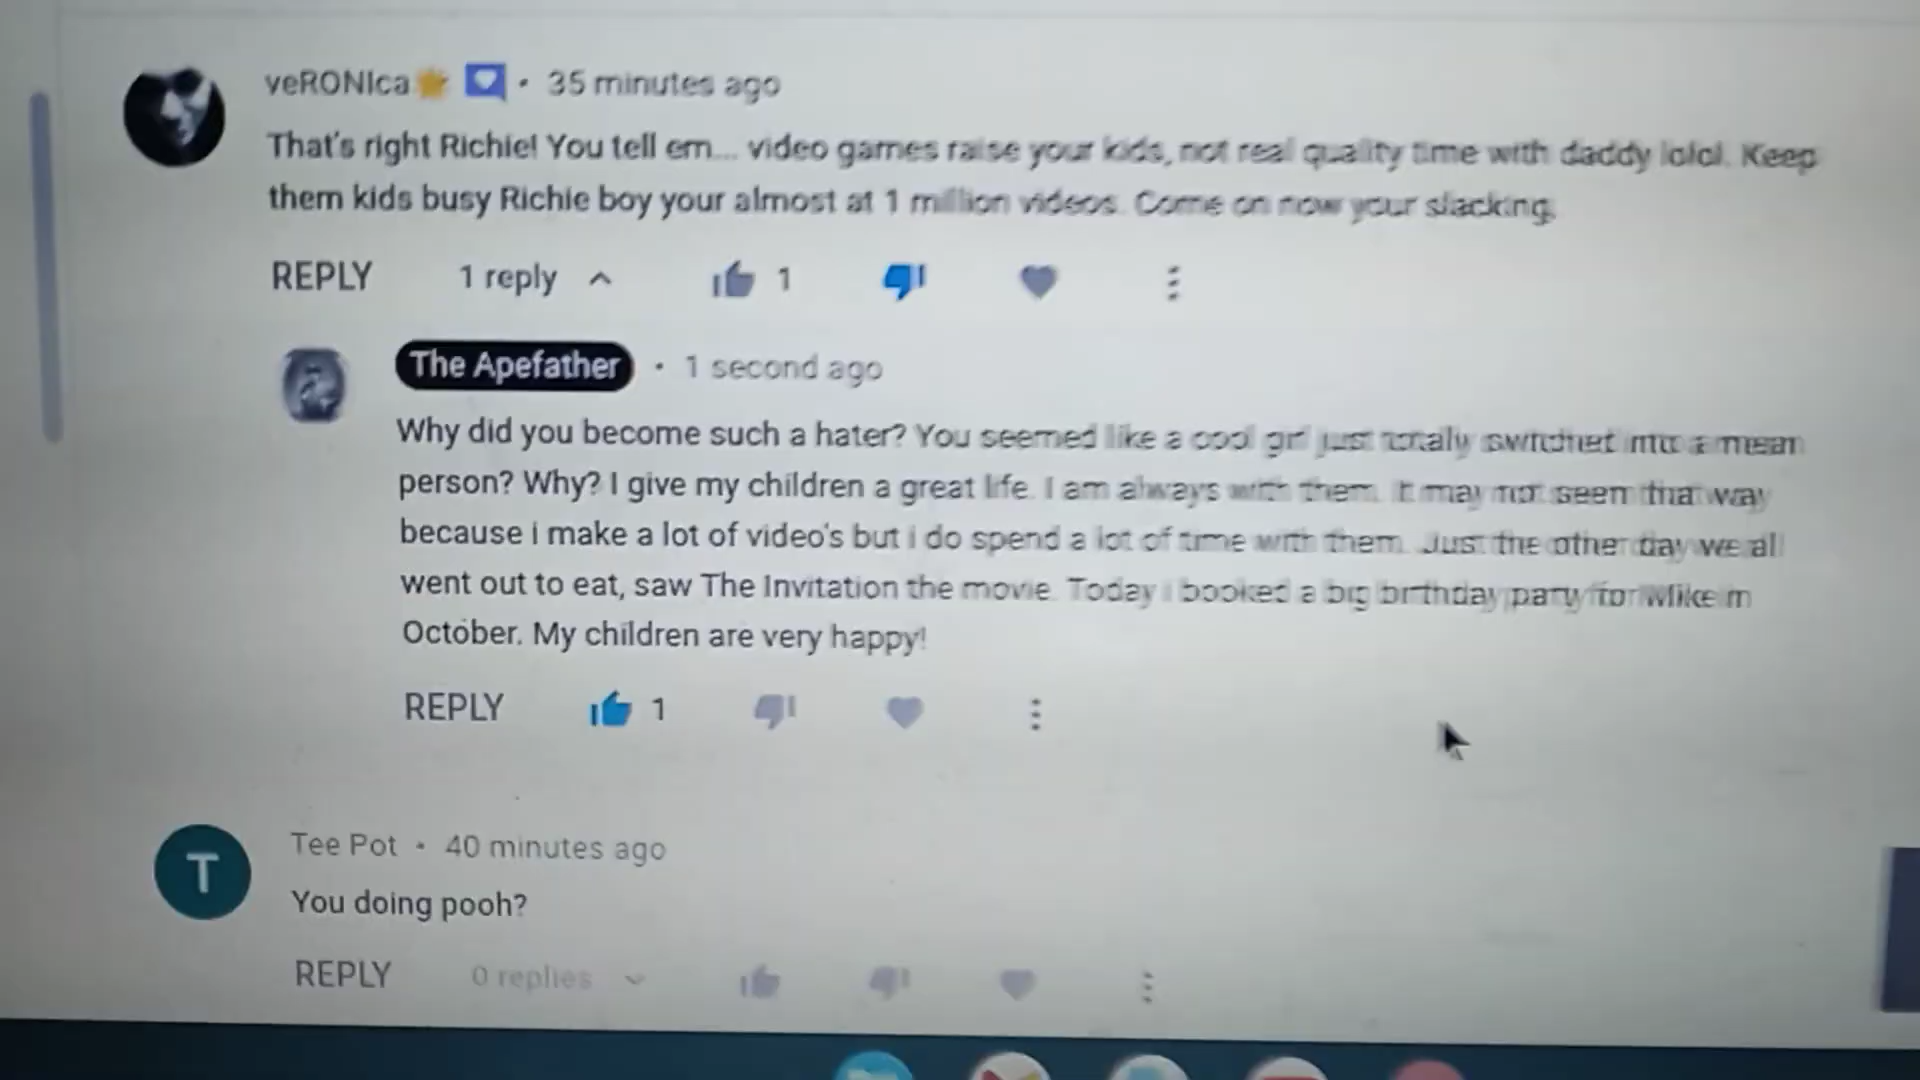 veRONIca • 35 minutes ago
That's right Richie! You tell em... video games raise your kids, not real quality time with daddy lolol. Keep
them kids busy Richie boy your almost at 1 million videos. Come on now your slacking.
REPLY 1 reply 1
The Apefather • 1 second ago
Why did you become such a hater? You seemed like a cool girl just totaly switched into a mean
person? Why? I give my children a great life. I am always with them. It may not seem that way
because i make a lot of video's but i do spend a lot of time with them. Just the other day we all
went out to eat, saw The Invitation the movie. Today i booked a big birthday party for Mike in
October. My children are very happy!
REPLY 1
T
Tee Pot • 40 minutes ago
You doing pooh?
REPLY 0 replies